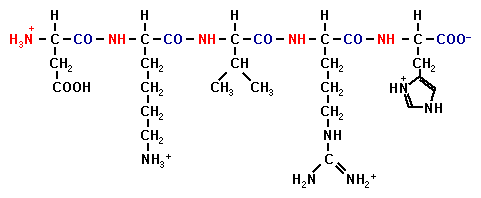 H H H H H
H₃N⁺ C CO NH C CO NH C CO NH C CO NH C COO⁻
CH₂ CH₂ CH CH₂ CH₂
COOH CH₂ CH₃ CH₃ CH₂ HN⁺
CH₂ CH₂ NH
CH₂ NH
NH₃⁺ C
H₂N NH₂⁺